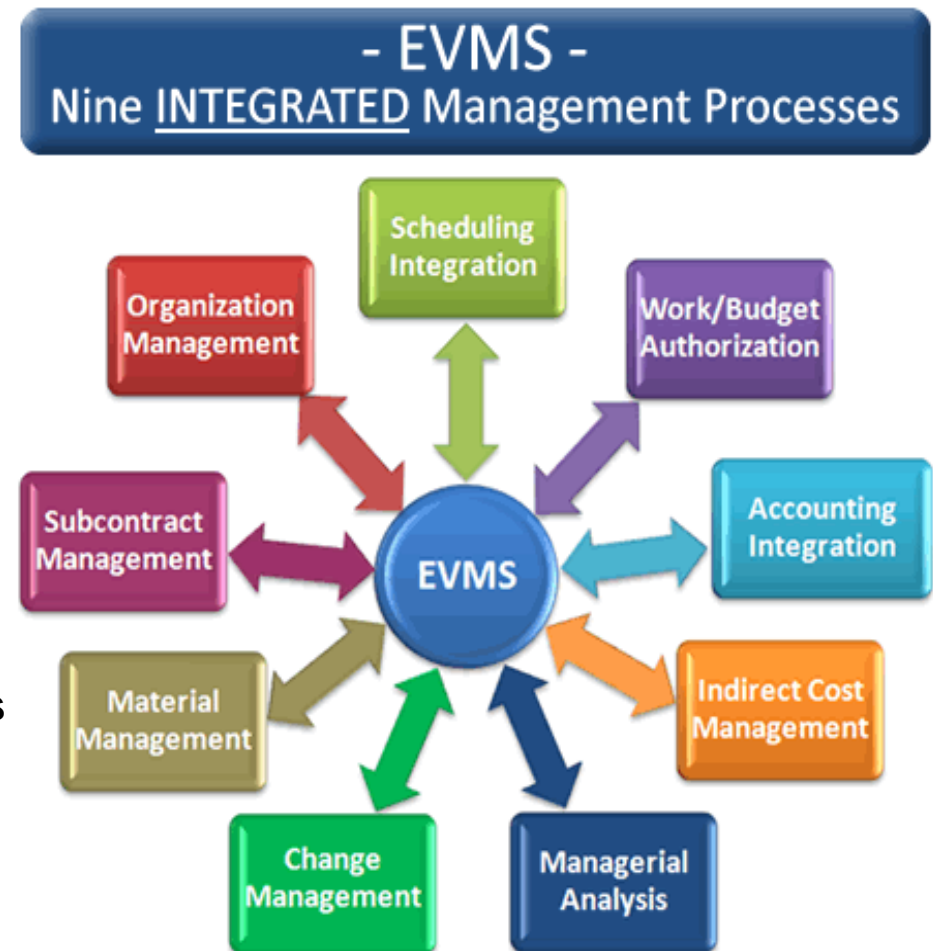 - EVMS -
Nine INTEGRATED Management Processes
Scheduling
Integration
Organization
Management
Work/Budget
Authorization
Subcontract
Management
Accounting
Integration
EVMS
s
Material
Management
Indirect Cost
Management
Change
Management
Managerial
Analysis